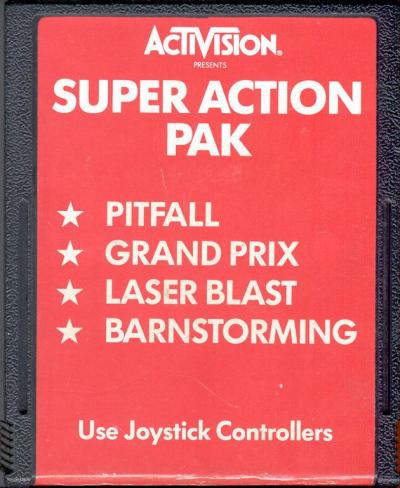 ACTIVISION®
PRESENTS
SUPER ACTION
PAK
★ PITFALL
★ GRAND PRIX
★ LASER BLAST
★ BARNSTORMING
Use Joystick Controllers